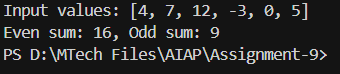 Input values: [4, 7, 12, -3, 0, 5]
Even sum: 16, Odd sum: 9
PS D:\MTech Files\AIAP\Assignment-9>